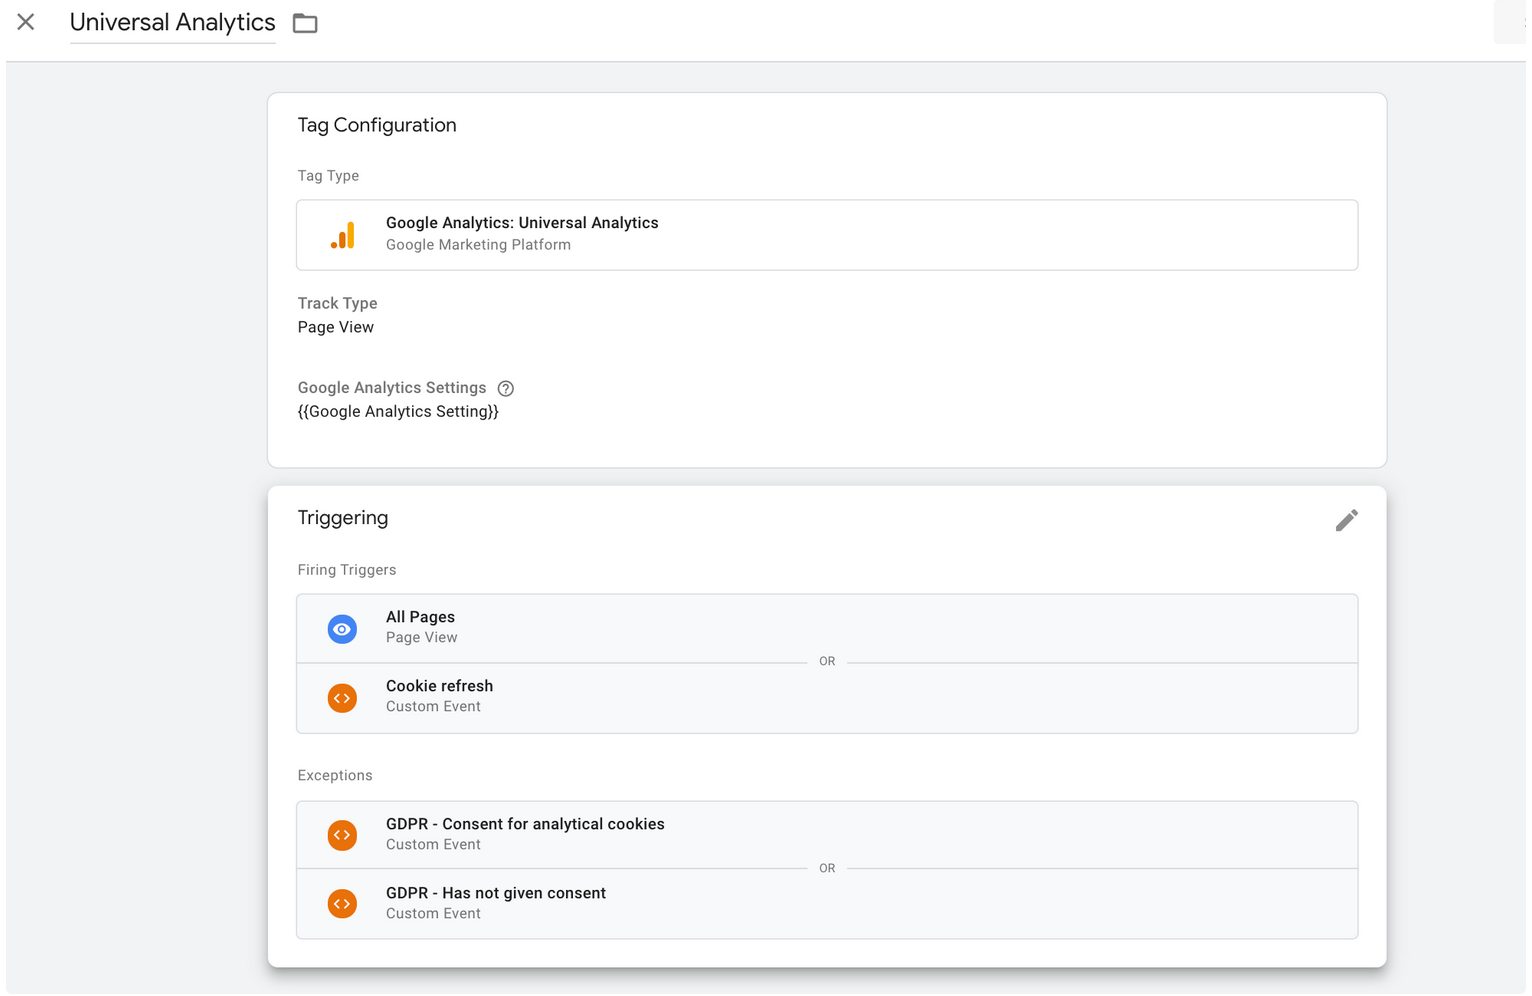 Universal Analytics
Tag Configuration
Tag Type
Google Analytics: Universal Analytics
Google Marketing Platform
Track Type
Page View
Google Analytics Settings
{{Google Analytics Setting}}
Triggering
Firing Triggers
All Pages
Page View
OR
Cookie refresh
Custom Event
Exceptions
GDPR - Consent for analytical cookies
Custom Event
OR
GDPR - Has not given consent
Custom Event